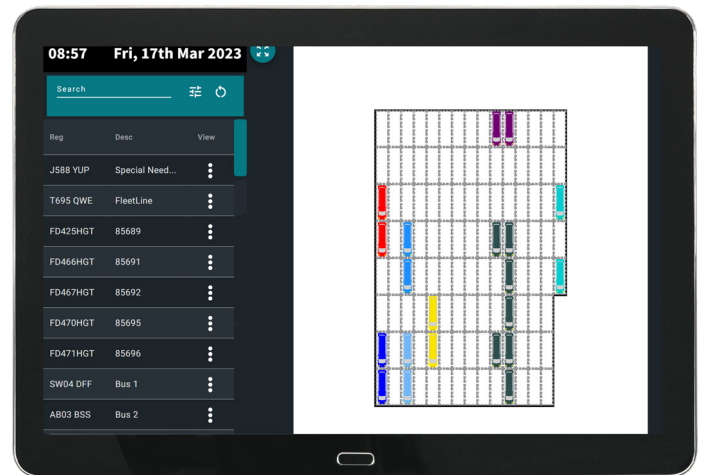 08:57 Fri, 17th Mar 2023
Search
Reg Desc View
J588 YUP Special Need...
T695 QWE FleetLine
FD425HGT 85689
FD466HGT 85691
FD467HGT 85692
FD470HGT 85695
FD471HGT 85696
SW04 DFF Bus 1
AB03 BSS Bus 2